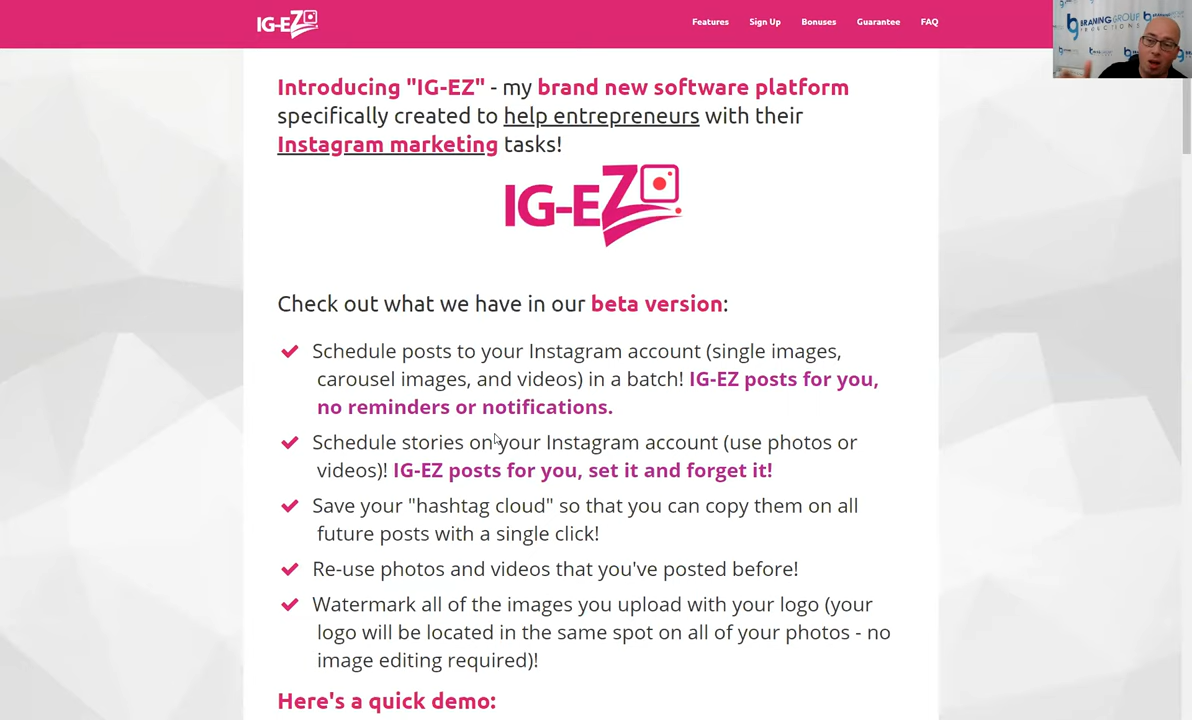 IG-EZ
Features Sign Up Bonuses Guarantee FAQ
BRANING GROUP
Introducing "IG-EZ" - my brand new software platform
specifically created to help entrepreneurs with their
Instagram marketing tasks!
IG-EZ
Check out what we have in our beta version:
Schedule posts to your Instagram account (single images,
carousel images, and videos) in a batch! IG-EZ posts for you,
no reminders or notifications.
Schedule stories on your Instagram account (use photos or
videos)! IG-EZ posts for you, set it and forget it!
Save your "hashtag cloud" so that you can copy them on all
future posts with a single click!
Re-use photos and videos that you've posted before!
Watermark all of the images you upload with your logo (your
logo will be located in the same spot on all of your photos - no
image editing required)!
Here's a quick demo: